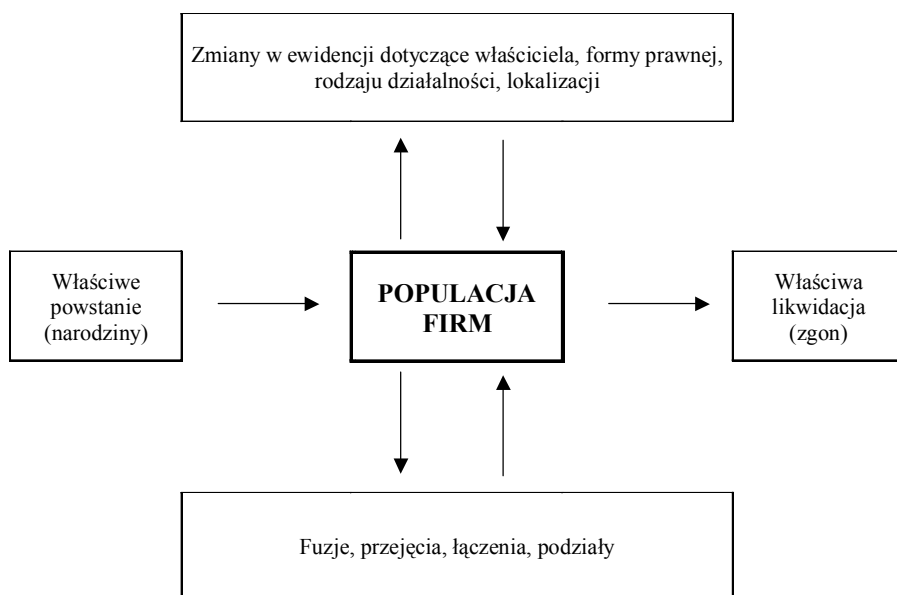 Zmiany w ewidencji dotyczące właściciela, formy prawnej,
rodzaju działalności, lokalizacji
Właściwe
powstanie
(narodziny)
POPULACJA
FIRM
Właściwa
likwidacja
(zgon)
Fuzje, przejęcia, łączenia, podziały